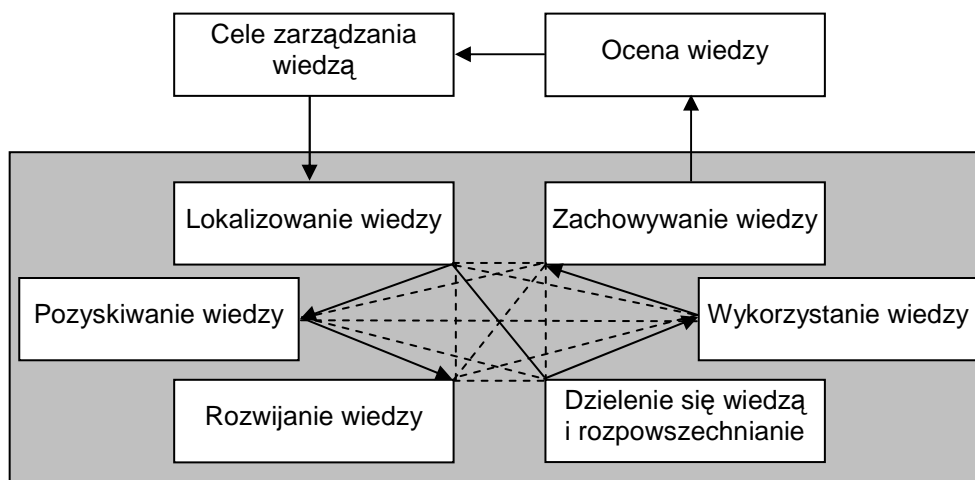 Cele zarządzania
wiedzą
Ocena wiedzy
Lokalizowanie wiedzy
Zachowywanie wiedzy
Pozyskiwanie wiedzy
Wykorzystanie wiedzy
Rozwijanie wiedzy
Dzielenie się wiedzą
i rozpowszechnianie